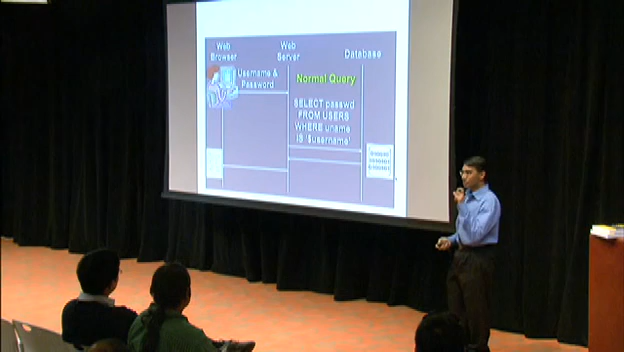 Web
Browser
Web
Server
Database
Username &
Password
Normal Query
SELECT passwd
FROM USERS
WHERE uname
IS '$username'